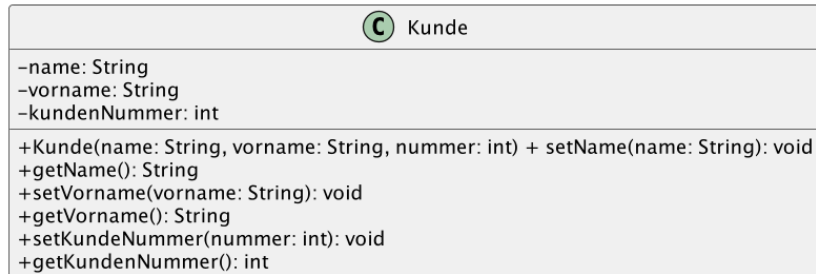 C Kunde
-name: String
-vorname: String
-kundenNummer: int
+Kunde(name: String, vorname: String, nummer: int) + setName(name: String): void
+getName(): String
+setVorname(vorname: String): void
+getVorname(): String
+setKundeNummer(nummer: int): void
+getKundenNummer(): int